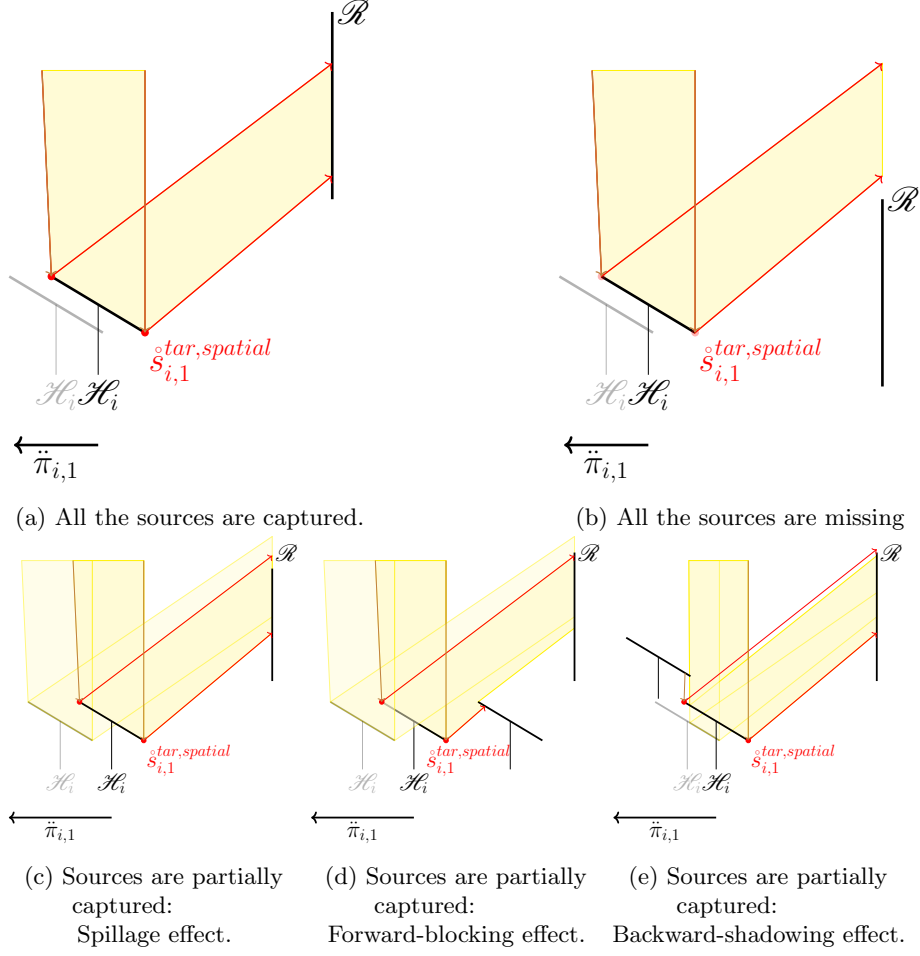 ℛ
ℛ
s̊_{i,1}^{tar,spatial}
s̊_{i,1}^{tar,spatial}
ℋ_i ℋ_i
ℋ_i ℋ_i
π̈_{i,1}
π̈_{i,1}
(a) All the sources are captured.
(b) All the sources are missing
ℛ
ℛ
ℛ
s̊_{i,1}^{tar,spatial}
s̊_{i,1}^{tar,spatial}
s̊_{i,1}^{tar,spatial}
ℋ_i ℋ_i
ℋ_i ℋ_i
ℋ_i ℋ_i
π̈_{i,1}
π̈_{i,1}
π̈_{i,1}
(c) Sources are partially
captured:
Spillage effect.
(d) Sources are partially
captured:
Forward-blocking effect.
(e) Sources are partially
captured:
Backward-shadowing effect.